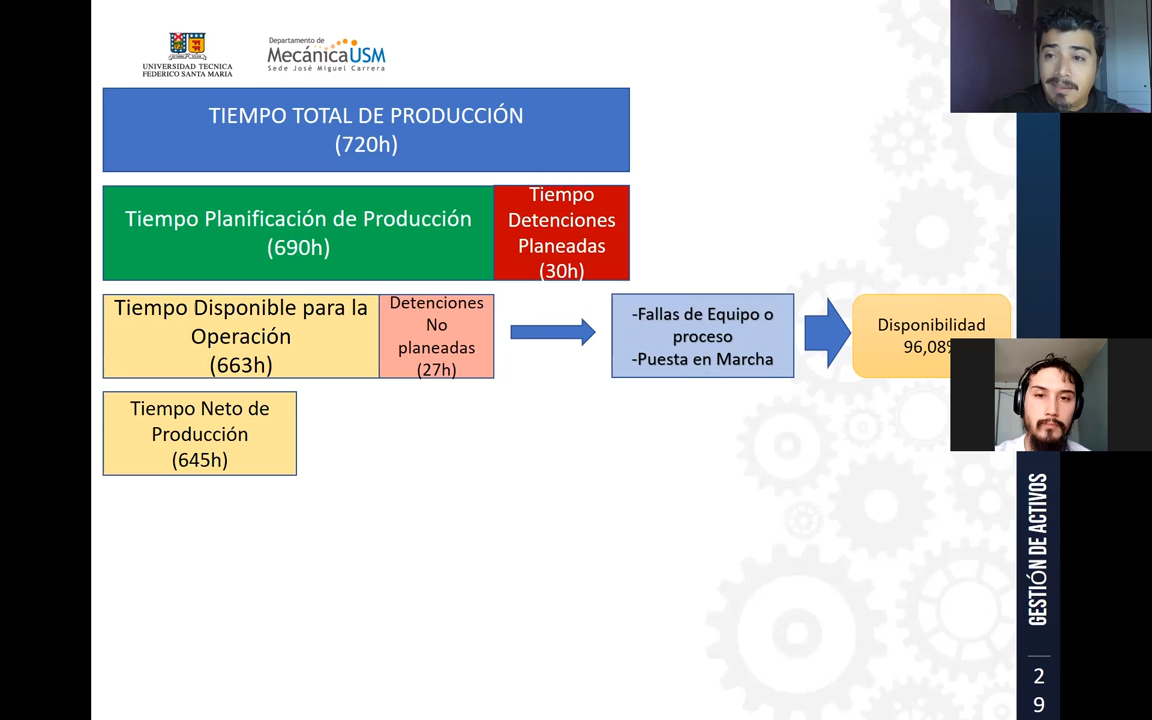 UNIVERSIDAD TECNICA
FEDERICO SANTA MARIA
Departamento de
MecánicaUSM
Sede José Miguel Carrera
TIEMPO TOTAL DE PRODUCCIÓN
(720h)
Tiempo Planificación de Producción
(690h)
Tiempo
Detenciones
Planeadas
(30h)
Tiempo Disponible para la
Operación
(663h)
Detenciones
No
planeadas
(27h)
-Fallas de Equipo o
proceso
-Puesta en Marcha
Disponibilidad
96,08%
Tiempo Neto de
Producción
(645h)
GESTIÓN DE ACTIVOS
2
9